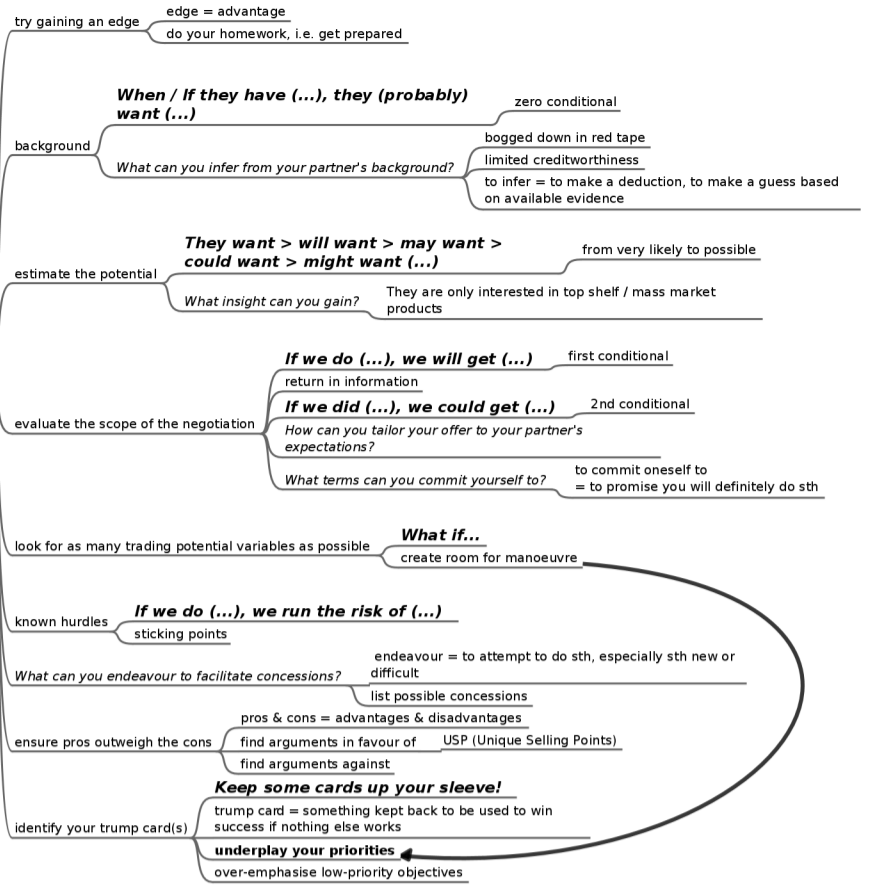 try gaining an edge
edge = advantage
do your homework, i.e. get prepared
background
When / If they have (...), they (probably)
want (...)
zero conditional
What can you infer from your partner's background?
bogged down in red tape
limited creditworthiness
to infer = to make a deduction, to make a guess based
on available evidence
estimate the potential
They want > will want > may want >
could want > might want (...)
from very likely to possible
What insight can you gain?
They are only interested in top shelf / mass market
products
evaluate the scope of the negotiation
If we do (...), we will get (...)
first conditional
return in information
If we did (...), we could get (...)
2nd conditional
How can you tailor your offer to your partner's
expectations?
What terms can you commit yourself to?
to commit oneself to
= to promise you will definitely do sth
look for as many trading potential variables as possible
What if...
create room for manoeuvre
known hurdles
If we do (...), we run the risk of (...)
sticking points
What can you endeavour to facilitate concessions?
endeavour = to attempt to do sth, especially sth new or
difficult
list possible concessions
ensure pros outweigh the cons
pros & cons = advantages & disadvantages
find arguments in favour of
USP (Unique Selling Points)
find arguments against
identify your trump card(s)
Keep some cards up your sleeve!
trump card = something kept back to be used to win
success if nothing else works
underplay your priorities
over-emphasise low-priority objectives